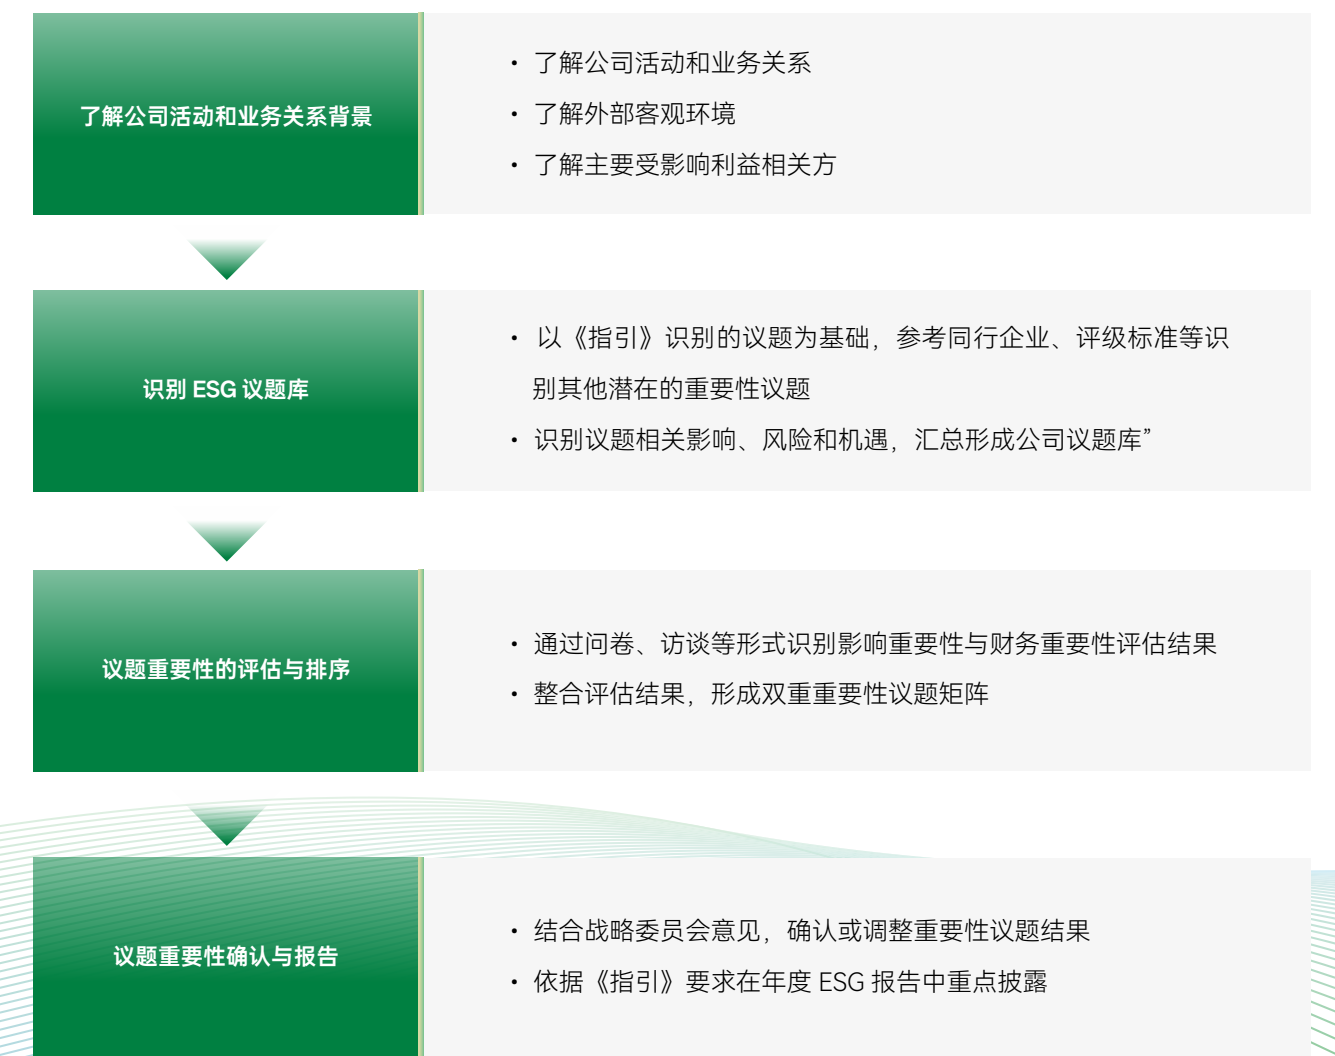 了解公司活动和业务关系背景
· 了解公司活动和业务关系
· 了解外部客观环境
· 了解主要受影响利益相关方
识别 ESG 议题库
· 以《指引》识别的议题为基础，参考同行企业、评级标准等识
别其他潜在的重要性议题
· 识别议题相关影响、风险和机遇，汇总形成公司议题库”
议题重要性的评估与排序
· 通过问卷、访谈等形式识别影响重要性与财务重要性评估结果
· 整合评估结果，形成双重重要性议题矩阵
议题重要性确认与报告
· 结合战略委员会意见，确认或调整重要性议题结果
· 依据《指引》要求在年度 ESG 报告中重点披露